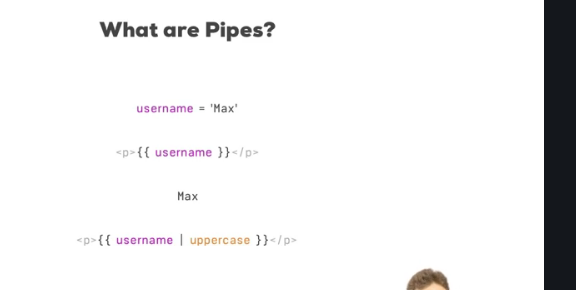 What are Pipes?
username = 'Max'
<p>{{ username }}</p>
Max
<p>{{ username | uppercase }}</p>